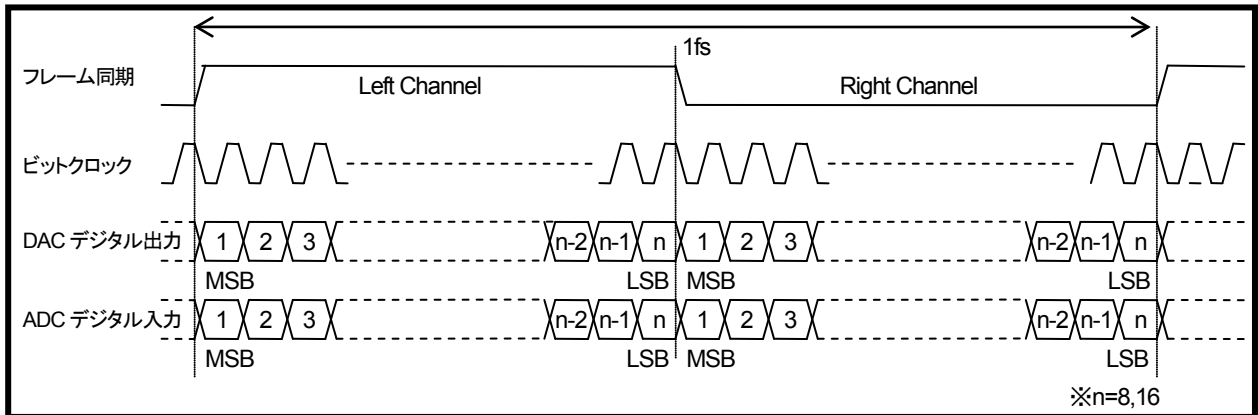 1fs
フレーム同期
Left Channel
Right Channel
ビットクロック
DAC デジタル出力
1 2 3 n-2 n-1 n 1 2 3 n-2 n-1 n
MSB LSB MSB LSB
ADC デジタル入力
1 2 3 n-2 n-1 n 1 2 3 n-2 n-1 n
MSB LSB MSB LSB
※n=8,16